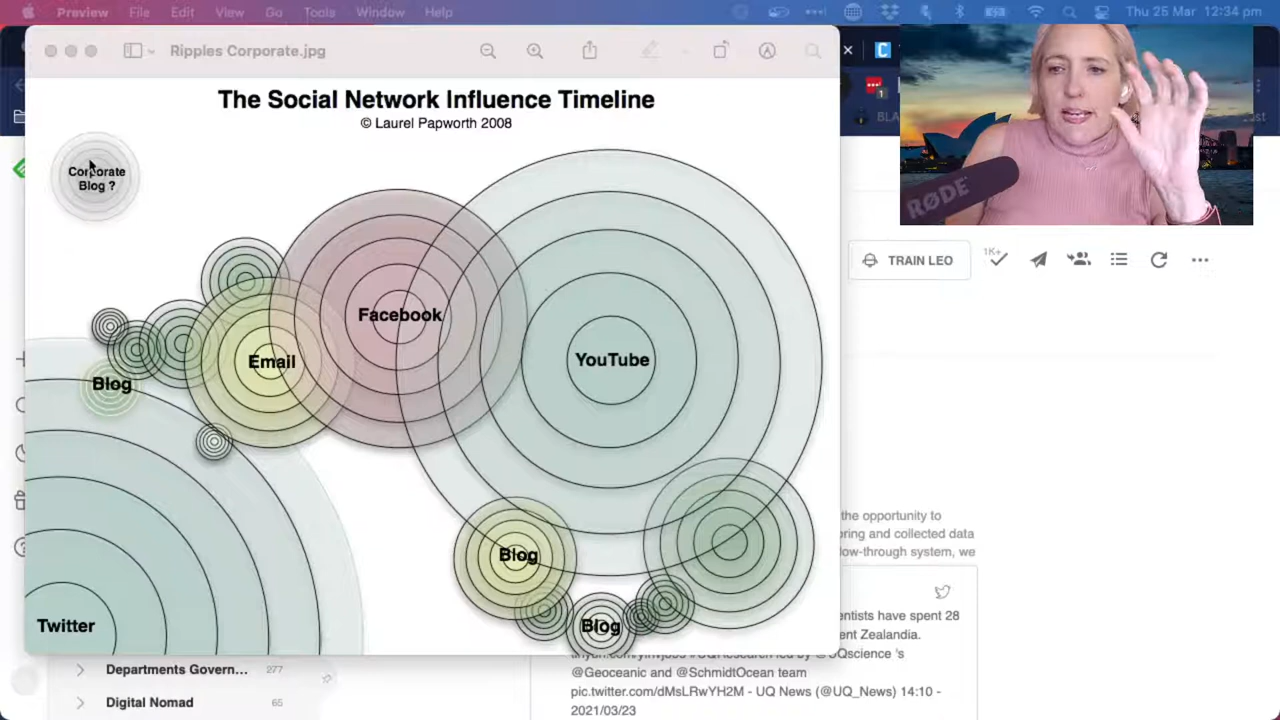 Preview File Edit View Go Tools Window Help
Thu 25 Mar 12:34 pm
Ripples Corporate.jpg
The Social Network Influence Timeline
© Laurel Papworth 2008
Corporate
Blog ?
Facebook
YouTube
Email
Blog
Blog
Blog
Twitter
RØDE
1
TRAIN LEO
1K+
the opportunity to
oring and collected data
low-through system, we
entists have spent 28
ent Zealandia.
@Geoceanic and @SchmidtOcean team
pic.twitter.com/dMsLRwYH2M - UQ News (@UQ_News) 14:10 -
2021/03/23
Departments Govern... 277
Digital Nomad 65